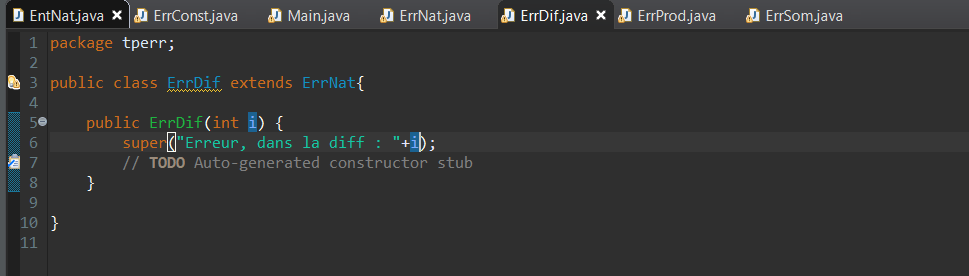 EntNat.java ErrConst.java Main.java ErrNat.java ErrDif.java ErrProd.java ErrSom.java
1 package tperr;
2
3 public class ErrDif extends ErrNat{
4
5 public ErrDif(int i) {
6 super("Erreur, dans la diff : "+i);
7 // TODO Auto-generated constructor stub
8 }
9
10 }
11